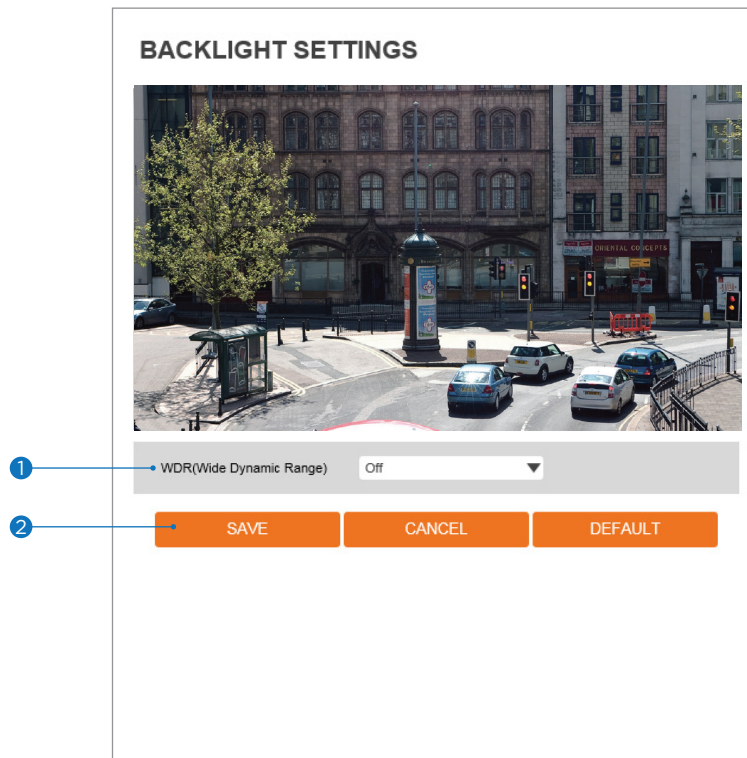 BACKLIGHT SETTINGS
ORIENTAL CONCEPTS
1
WDR(Wide Dynamic Range)
Off
2
SAVE
CANCEL
DEFAULT